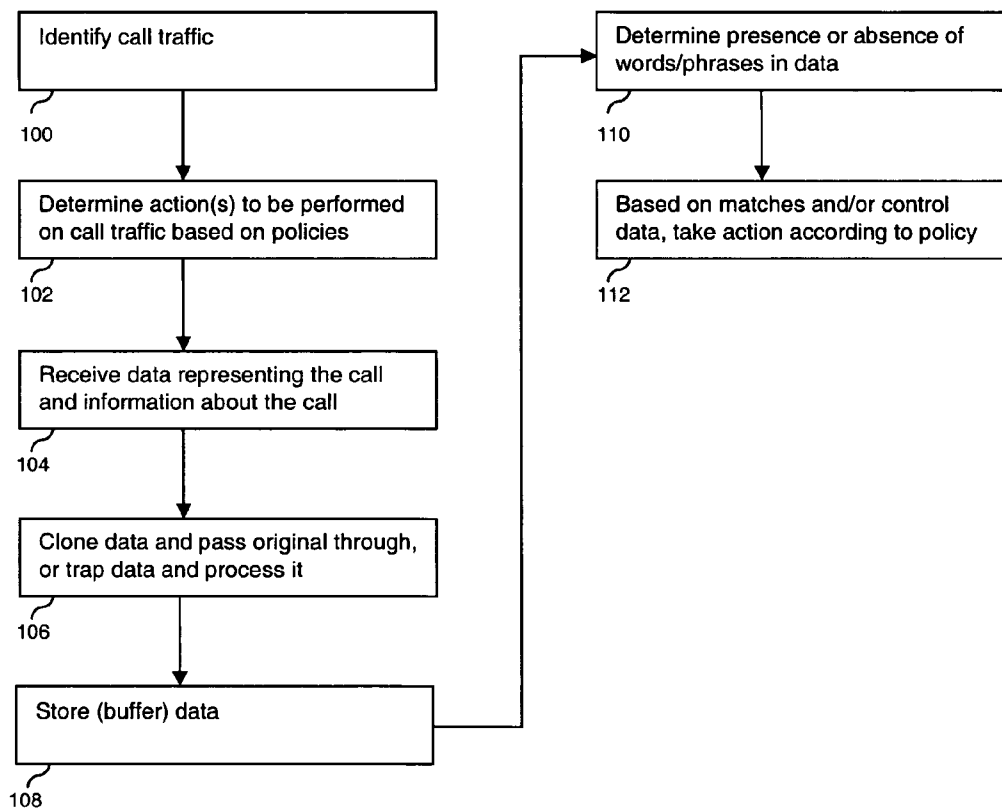 Identify call traffic
100
Determine action(s) to be performed
on call traffic based on policies
102
Receive data representing the call
and information about the call
104
Clone data and pass original through,
or trap data and process it
106
Store (buffer) data
108
Determine presence or absence of
words/phrases in data
110
Based on matches and/or control
data, take action according to policy
112